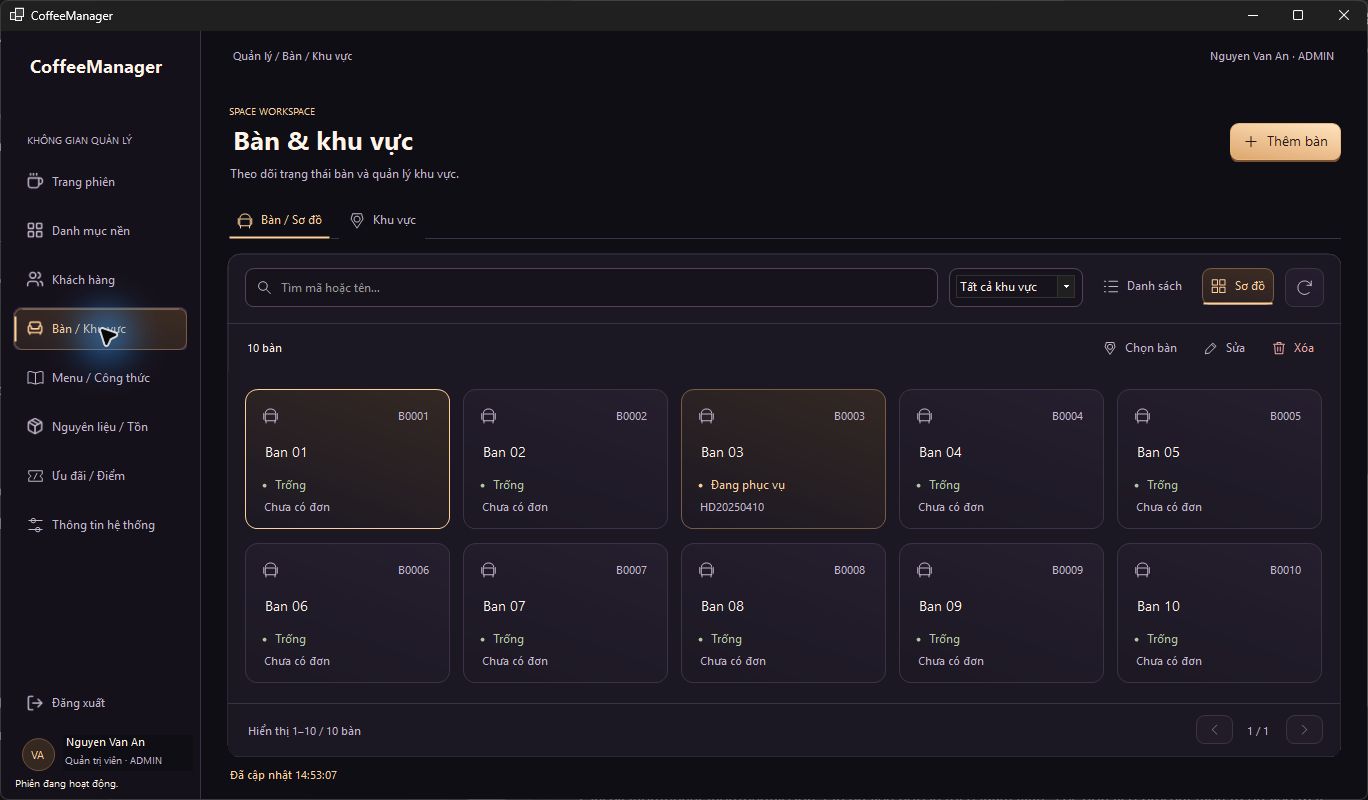 CoffeeManager
CoffeeManager
Quản lý / Bàn / Khu vực
Nguyen Van An · ADMIN
KHÔNG GIAN QUẢN LÝ
Trang phiên
Danh mục nền
Khách hàng
Bàn / Khu vực
Menu / Công thức
Nguyên liệu / Tồn
Ưu đãi / Điểm
Thông tin hệ thống
Đăng xuất
VA
Nguyen Van An
Quản trị viên · ADMIN
Phiên đang hoạt động.
SPACE WORKSPACE
Bàn & khu vực
Theo dõi trạng thái bàn và quản lý khu vực.
+ Thêm bàn
Bàn / Sơ đồ
Khu vực
Tìm mã hoặc tên...
Tất cả khu vực
Danh sách
Sơ đồ
10 bàn
Chọn bàn
Sửa
Xóa
B0001
Ban 01
• Trống
Chưa có đơn
B0002
Ban 02
• Trống
Chưa có đơn
B0003
Ban 03
• Đang phục vụ
HD20250410
B0004
Ban 04
• Trống
Chưa có đơn
B0005
Ban 05
• Trống
Chưa có đơn
B0006
Ban 06
• Trống
Chưa có đơn
B0007
Ban 07
• Trống
Chưa có đơn
B0008
Ban 08
• Trống
Chưa có đơn
B0009
Ban 09
• Trống
Chưa có đơn
B0010
Ban 10
• Trống
Chưa có đơn
Hiển thị 1–10 / 10 bàn
1 / 1
Đã cập nhật 14:53:07